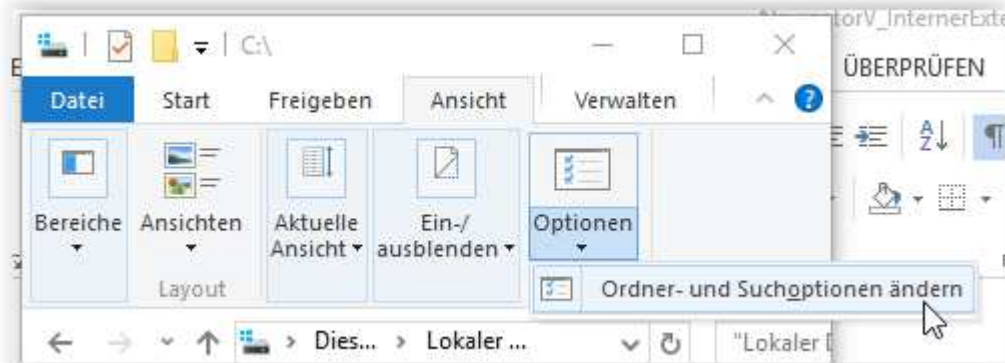 torV_InternerExte
C:\
ÜBERPRÜFEN
Datei Start Freigeben Ansicht Verwalten
Bereiche Ansichten Aktuelle Ansicht Ein-/ ausblenden Optionen
Layout
Ordner- und Suchoptionen ändern
Dies... Lokaler ... "Lokaler D